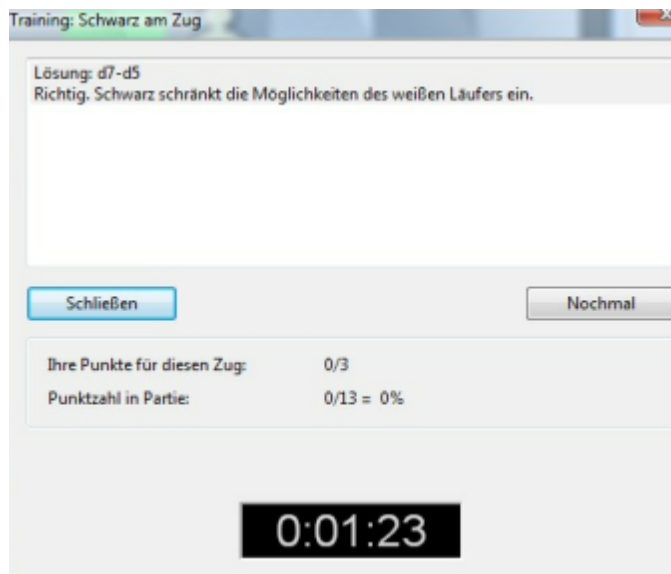 Training: Schwarz am Zug
Lösung: d7-d5
Richtig. Schwarz schränkt die Möglichkeiten des weißen Läufers ein.
Schließen
Nochmal
Ihre Punkte für diesen Zug: 0/3
Punktzahl in Partie: 0/13 = 0%
0:01:23